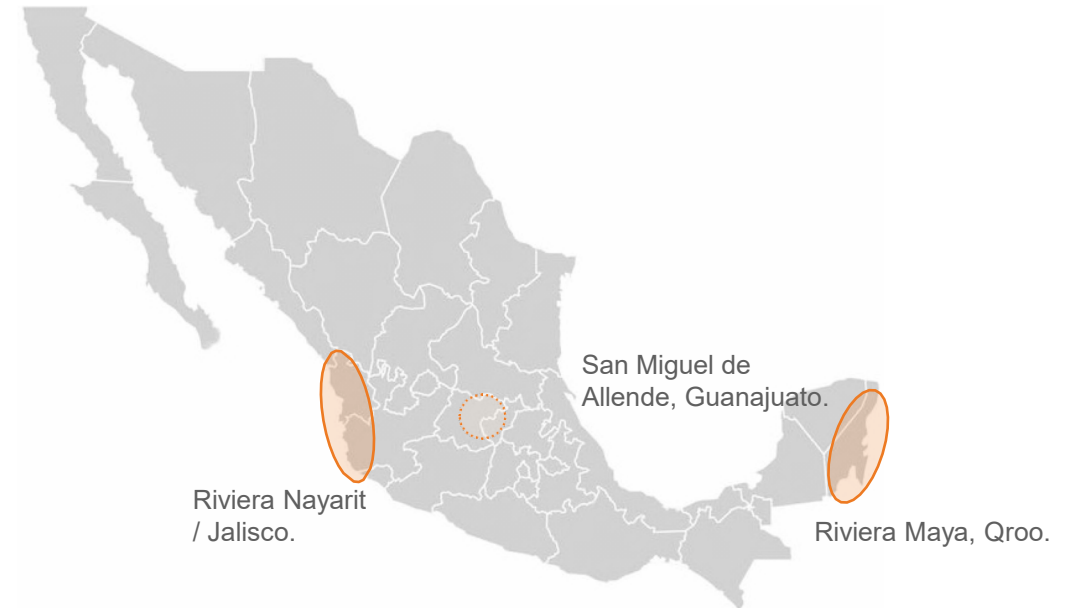 San Miguel de
Allende, Guanajuato.
Riviera Nayarit
/ Jalisco.
Riviera Maya, Qroo.